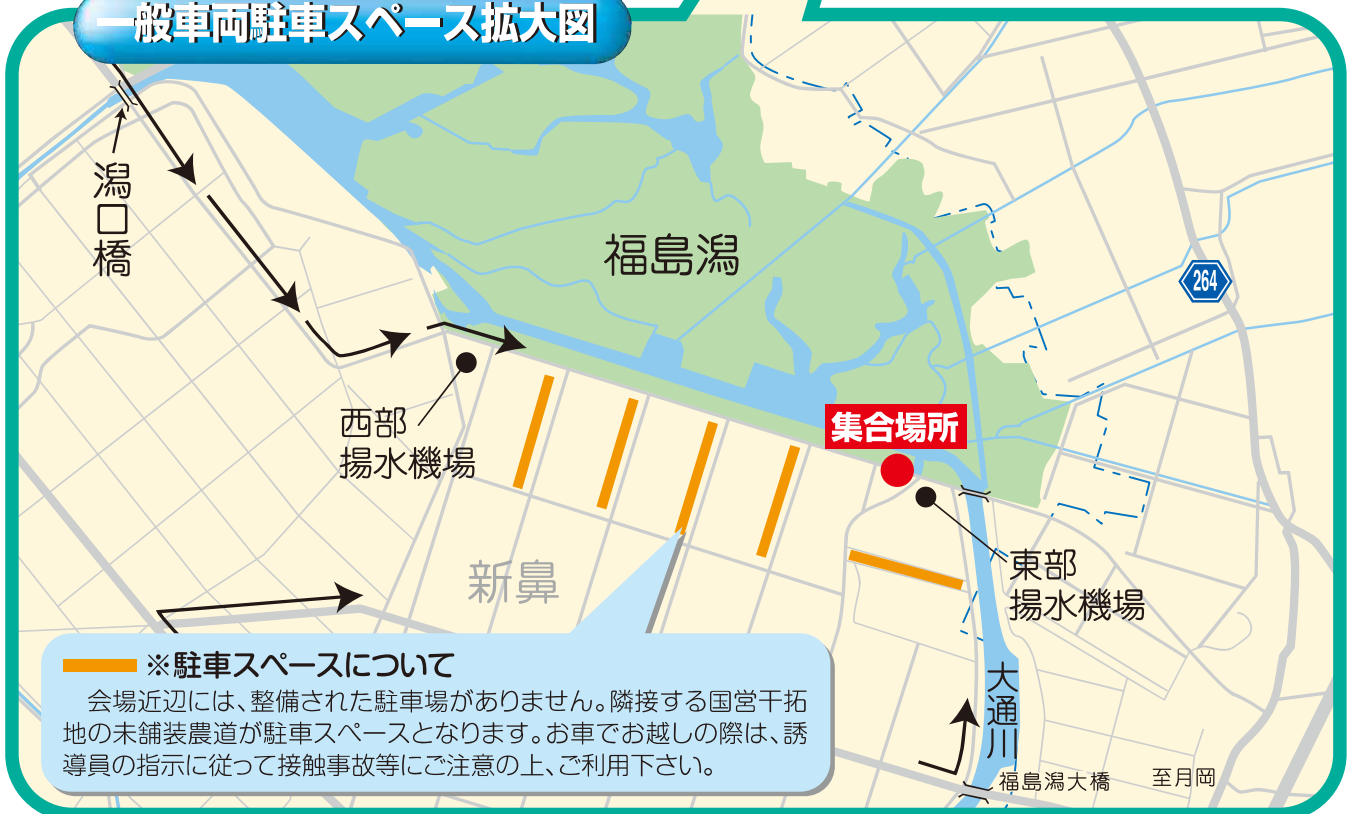 一般車両駐車スペース拡大図
潟口橋
福島潟
264
西部
揚水機場
集合場所
新鼻
東部
揚水機場
※駐車スペースについて
会場近辺には、整備された駐車場がありません。隣接する国営干拓
地の未舗装農道が駐車スペースとなります。お車でお越しの際は、誘
導員の指示に従って接触事故等にご注意の上、ご利用下さい。
大通川
福島潟大橋
至月岡